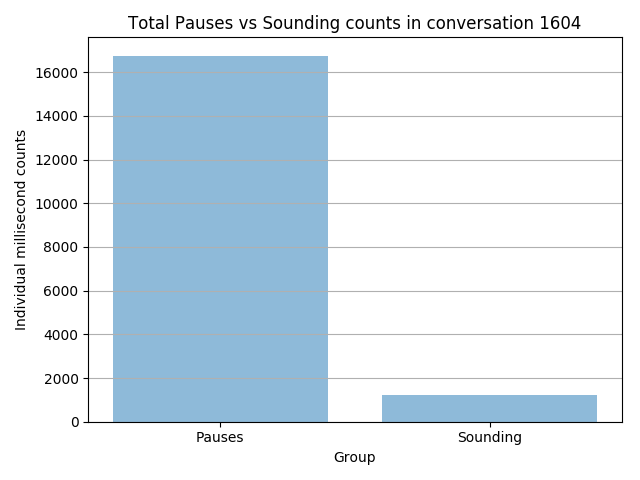 Total Pauses vs Sounding counts in conversation 1604
Individual millisecond counts
16000
14000
12000
10000
8000
6000
4000
2000
0
Pauses
Sounding
Group